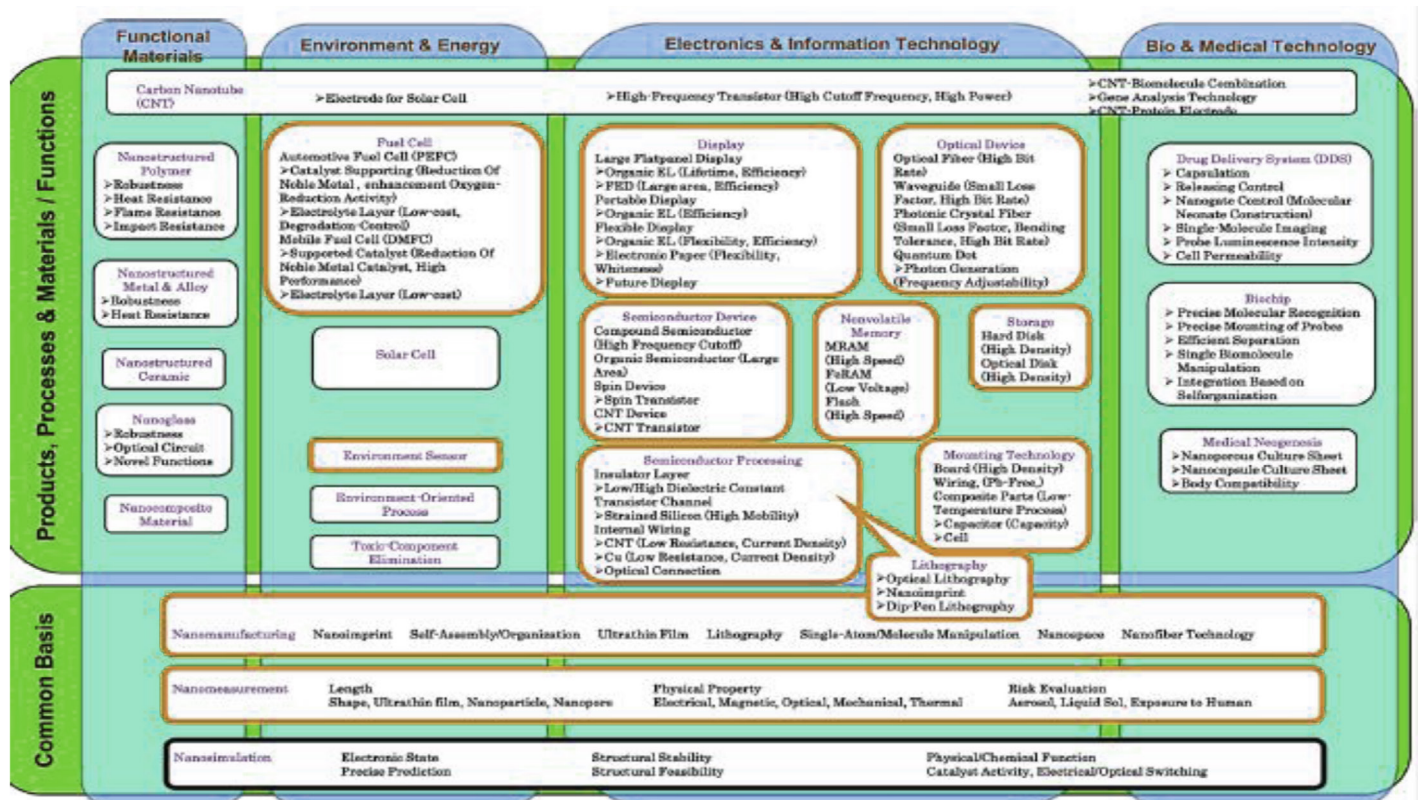 Functional
Materials
Environment & Energy
Electronics & Information Technology
Bio & Medical Technology
Products, Processes & Materials / Functions
Carbon Nanotube
(CNT)
➢Electrode for Solar Cell
➢High-Frequency Transistor (High Cutoff Frequency, High Power)
➢CNT-Biomolecule Combination
➢Gene Analysis Technology
➢CNT-Protein Electrode
Nanostructured
Polymer
➢Robustness
➢Heat Resistance
➢Flame Resistance
➢Impact Resistance
Nanostructured
Metal & Alloy
➢Robustness
➢Heat Resistance
Nanostructured
Ceramic
Nanoglass
➢Robustness
➢Optical Circuit
➢Novel Functions
Nanocomposite
Material
Fuel Cell
Automotive Fuel Cell (PEFC)
➢Catalyst Supporting (Reduction Of
Noble Metal , enhancement Oxygen-
Reduction Activity)
➢Electrolyte Layer (Low-cost,
Degradation-Control)
Mobile Fuel Cell (DMFC)
➢Supported Catalyst (Reduction Of
Noble Metal Catalyst, High
Performance)
➢Electrolyte Layer (Low-cost)
Solar Cell
Environment Sensor
Environment-Oriented
Process
Toxic-Component
Elimination
Display
Large Flatpanel Display
➢Organic EL (Lifetime, Efficiency)
➢FED (Large area, Efficiency)
Portable Display
➢Organic EL (Efficiency)
Flexible Display
➢Organic EL (Flexibility, Efficiency)
➢Electronic Paper (Flexibility,
Whiteness)
➢Future Display
Optical Device
Optical Fiber (High Bit
Rate)
Waveguide (Small Loss
Factor, High Bit Rate)
Photonic Crystal Fiber
(Small Loss Factor, Bending
Tolerance, High Bit Rate)
Quantum Dot
➢Photon Generation
(Frequency Adjustability)
Semiconductor Device
Compound Semiconductor
(High Frequency Cutoff)
Organic Semiconductor (Large
Area)
Spin Device
➢Spin Transistor
CNT Device
➢CNT Transistor
Nonvolatile
Memory
MRAM
(High Speed)
FeRAM
(Low Voltage)
Flash
(High Speed)
Storage
Hard Disk
(High Density)
Optical Disk
(High Density)
Semiconductor Processing
Insulator Layer
➢Low/High Dielectric Constant
Transistor Channel
➢Strained Silicon (High Mobility)
Internal Wiring
➢CNT (Low Resistance, Current Density)
➢Cu (Low Resistance, Current Density)
➢Optical Connection
Mounting Technology
Board (High Density)
Wiring, (Pb-Free,)
Composite Parts (Low-
Temperature Process)
➢Capacitor (Capacity)
➢Cell
Lithography
➢Optical Lithography
➢Nanoimprint
➢Dip-Pen Lithography
Drug Delivery System (DDS)
➢ Capsulation
➢ Releasing Control
➢ Nanogate Control (Molecular
Neonate Construction)
➢ Single-Molecule Imaging
➢ Probe Luminescence Intensity
➢ Cell Permeability
Biochip
➢ Precise Molecular Recognition
➢ Precise Mounting of Probes
➢ Efficient Separation
➢ Single Biomolecule
Manipulation
➢ Integration Based on
Selforganization
Medical Neogenesis
➢Nanoporous Culture Sheet
➢Nanocapsule Culture Sheet
➢Body Compatibility
Common Basis
Nanomanufacturing Nanoimprint Self-Assembly/Organization Ultrathin Film Lithography Single-Atom/Molecule Manipulation Nanospace Nanofiber Technology
Nanomeasurement Length Physical Property Risk Evaluation
Shape, Ultrathin film, Nanoparticle, Nanopore Electrical, Magnetic, Optical, Mechanical, Thermal Aerosol, Liquid Sol, Exposure to Human
Nanosimulation Electronic State Structural Stability Physical/Chemical Function
Precise Prediction Structural Feasibility Catalyst Activity, Electrical/Optical Switching